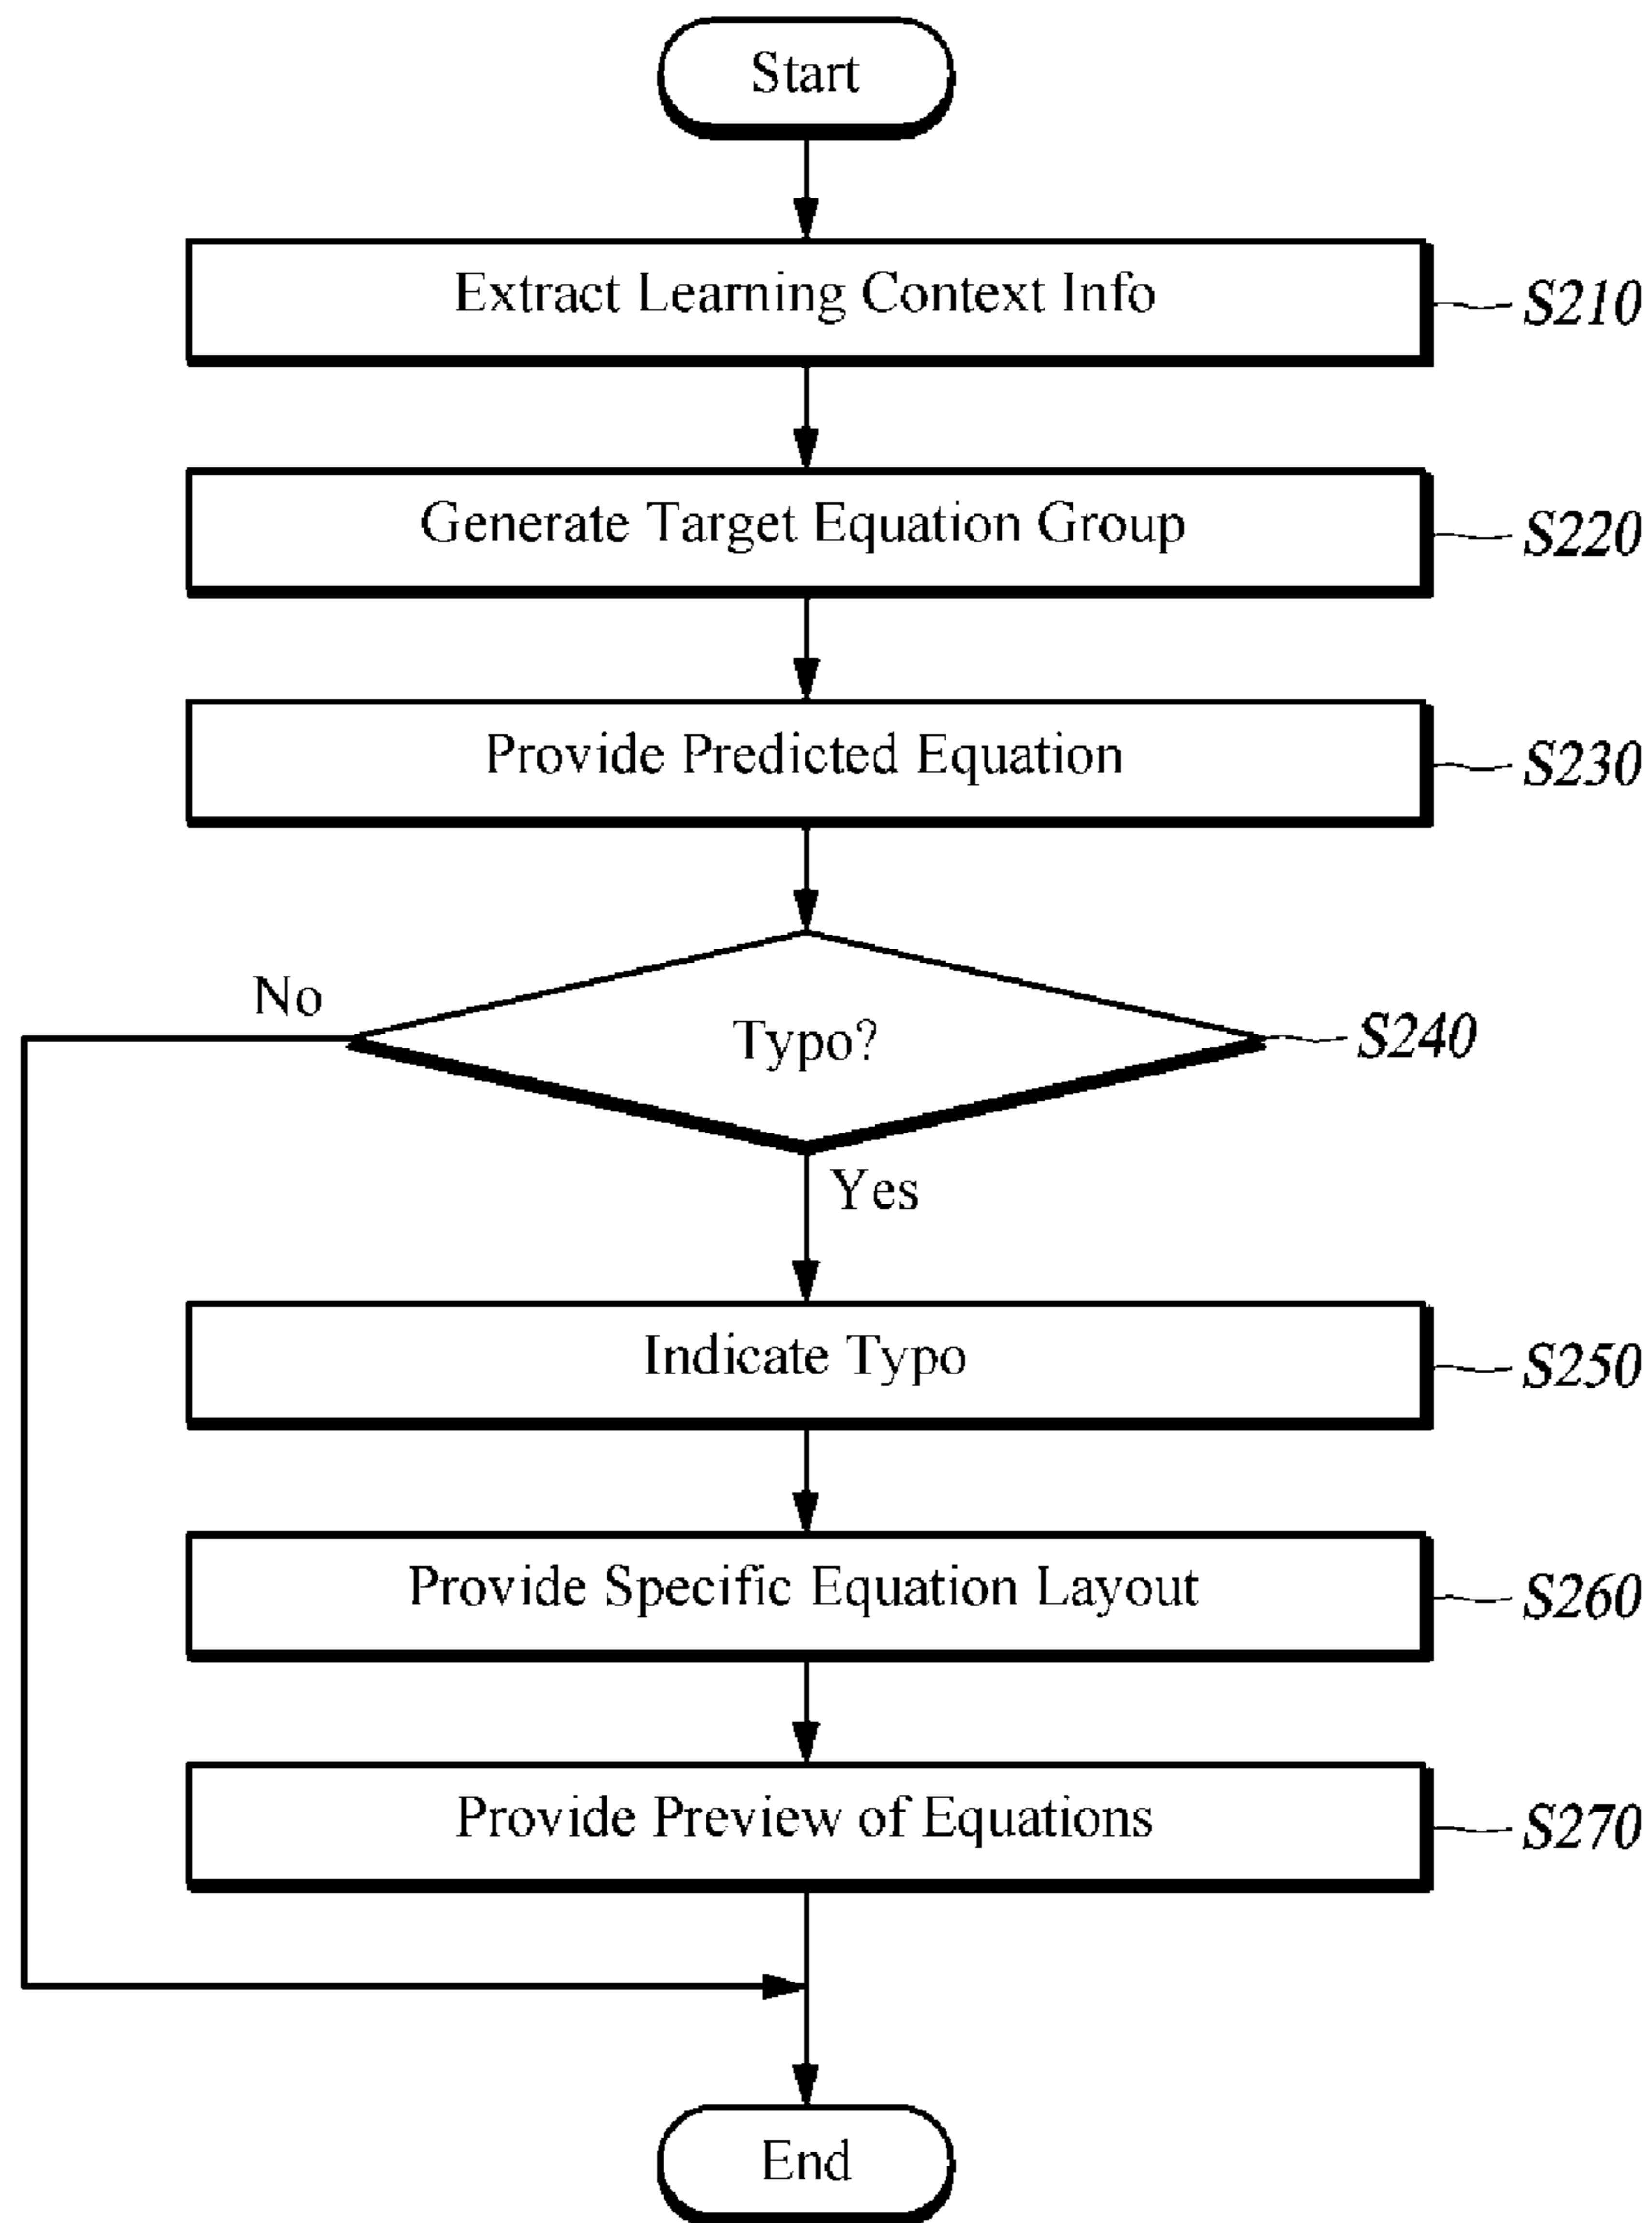 Start
Extract Learning Context Info
S210
Generate Target Equation Group
S220
Provide Predicted Equation
S230
No
Typo?
S240
Yes
Indicate Typo
S250
Provide Specific Equation Layout
S260
Provide Preview of Equations
S270
End